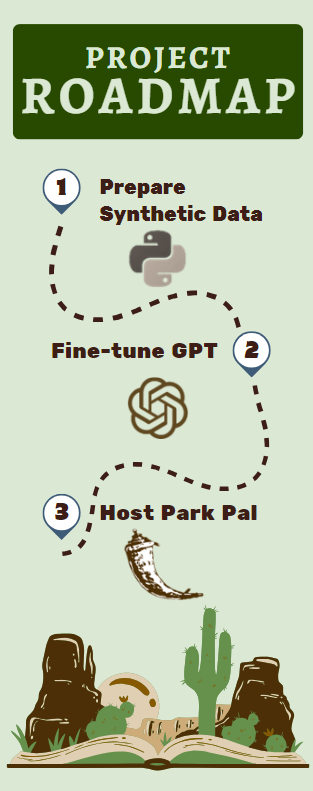 PROJECT
ROADMAP
1
Prepare
Synthetic Data
Fine-tune GPT
2
3
Host Park Pal